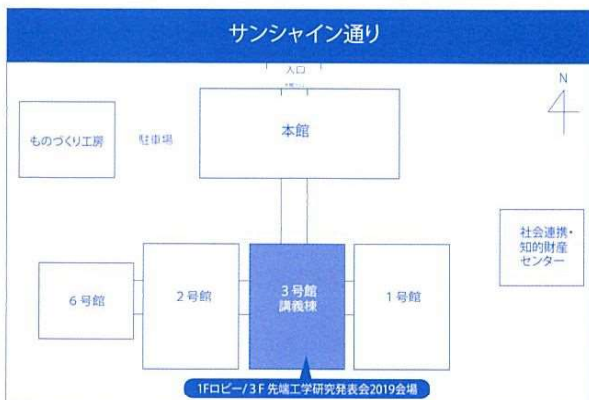 サンシャイン通り
入口
N
本館
ものづくり工房
駐車場
社会連携・
知的財産
センター
6号館
2号館
3号館
講義棟
1号館
1Fロビー/3F 先端工学研究発表会2019会場